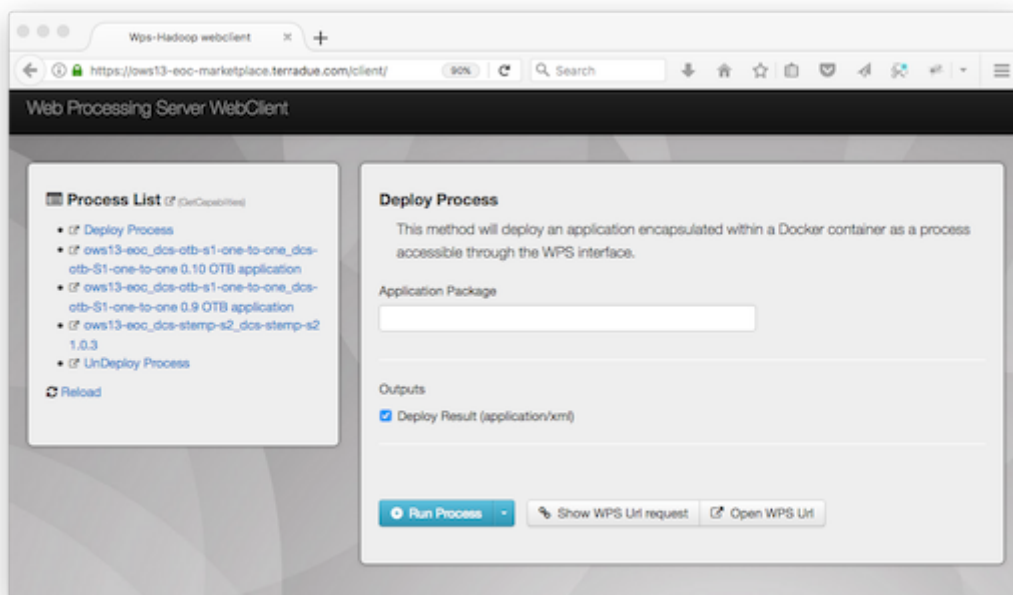 Wps-Hadoop webclient
https://ows13-eoc-marketplace.terradue.com/client/
90%
Search
Web Processing Server WebClient
Process List (GetCapabilities)
Deploy Process
ows13-eoc_dcs-otb-s1-one-to-one_dcs-
otb-S1-one-to-one 0.10 OTB application
ows13-eoc_dcs-otb-s1-one-to-one_dcs-
otb-S1-one-to-one 0.9 OTB application
ows13-eoc_dcs-stemp-s2_dcs-stemp-s2
1.0.3
UnDeploy Process
Reload
Deploy Process
This method will deploy an application encapsulated within a Docker container as a process
accessible through the WPS interface.
Application Package
Outputs
Deploy Result (application/xml)
Run Process
Show WPS Url request
Open WPS Url